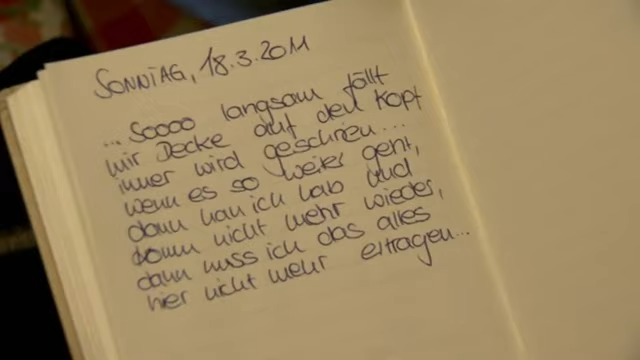 SONNTAG, 18.3.2011
...Soooo langsam fällt
mir Decke auf den Kopf
immer wird geschrien...
wenn es so weiter geht,
dann hau ich hab und
komm nicht mehr wieder,
dann muss ich das alles
hier nicht mehr ertragen...